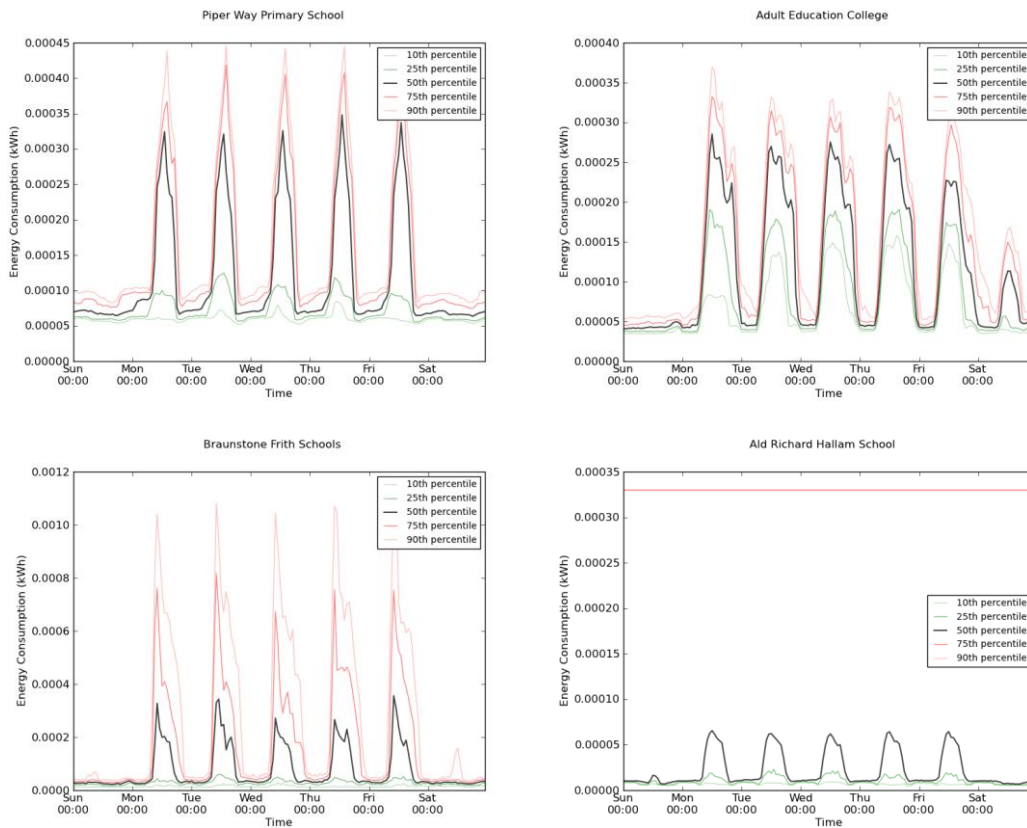 Piper Way Primary School
Energy Consumption (kWh)
0.00045
0.00040
0.00035
0.00030
0.00025
0.00020
0.00015
0.00010
0.00005
0.00000
10th percentile
25th percentile
50th percentile
75th percentile
90th percentile
Sun Mon Tue Wed Thu Fri Sat
00:00 00:00 00:00 00:00 00:00 00:00 00:00
Time
Adult Education College
Energy Consumption (kWh)
0.00040
0.00035
0.00030
0.00025
0.00020
0.00015
0.00010
0.00005
0.00000
10th percentile
25th percentile
50th percentile
75th percentile
90th percentile
Sun Mon Tue Wed Thu Fri Sat
00:00 00:00 00:00 00:00 00:00 00:00 00:00
Time
Braunstone Frith Schools
Energy Consumption (kWh)
0.0012
0.0010
0.0008
0.0006
0.0004
0.0002
0.0000
10th percentile
25th percentile
50th percentile
75th percentile
90th percentile
Sun Mon Tue Wed Thu Fri Sat
00:00 00:00 00:00 00:00 00:00 00:00 00:00
Time
Ald Richard Hallam School
Energy Consumption (kWh)
0.00035
0.00030
0.00025
0.00020
0.00015
0.00010
0.00005
0.00000
10th percentile
25th percentile
50th percentile
75th percentile
90th percentile
Sun Mon Tue Wed Thu Fri Sat
00:00 00:00 00:00 00:00 00:00 00:00 00:00
Time